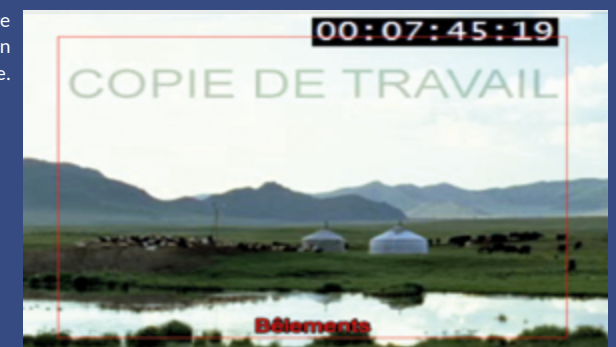 e
n
e.
00:07:45:19
COPIE DE TRAVAIL
Bêlements